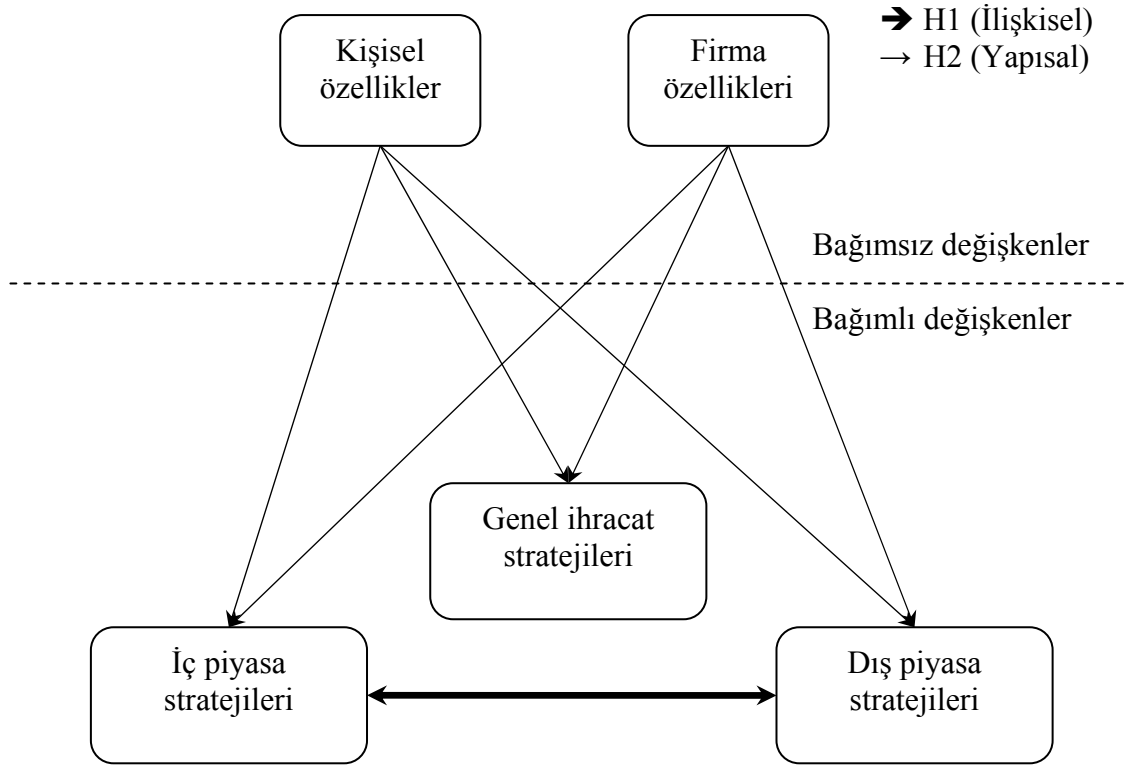 ➔ H1 (İlişkisel)
→ H2 (Yapısal)
Kişisel
özellikler
Firma
özellikleri
Bağımsız değişkenler
Bağımlı değişkenler
Genel ihracat
stratejileri
İç piyasa
stratejileri
Dış piyasa
stratejileri